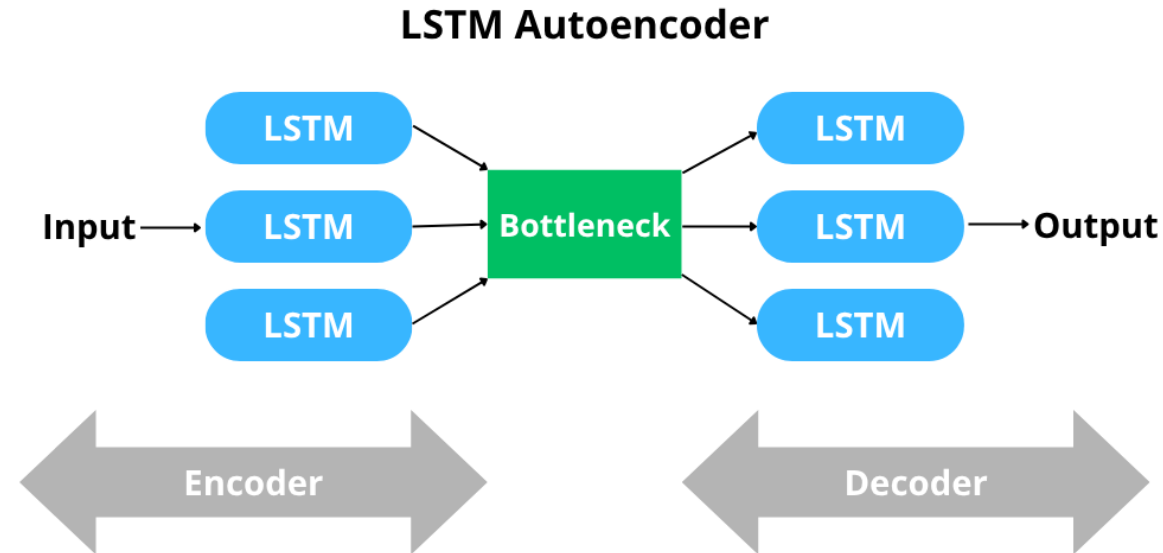 LSTM Autoencoder
LSTM
LSTM
LSTM
Input
Bottleneck
LSTM
LSTM
LSTM
Output
Encoder
Decoder